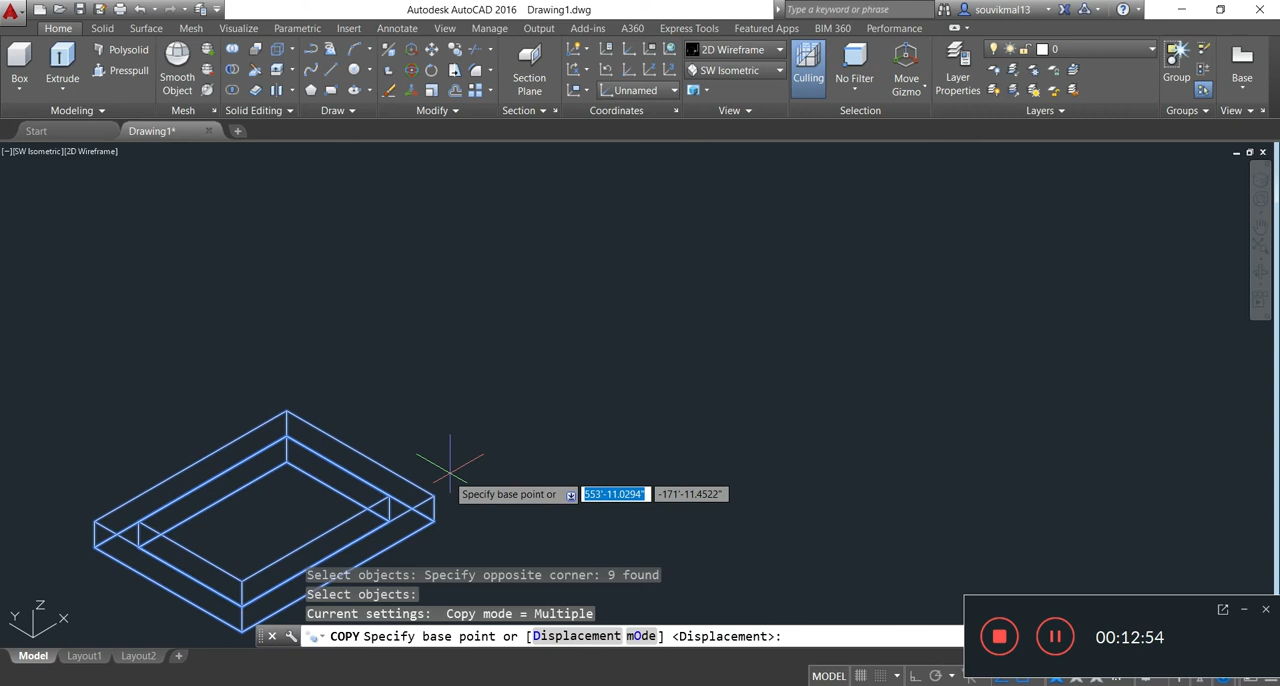 Autodesk AutoCAD 2016 Drawing1.dwg
Type a keyword or phrase
souvikmal13
Home Solid Surface Mesh Visualize Parametric Insert Annotate View Manage Output Add-ins A360 Express Tools Featured Apps BIM 360 Performance
Box
Extrude
Polysolid
Presspull
Smooth
Object
Section
Plane
Unnamed
2D Wireframe
SW Isometric
Culling
No Filter
Move
Gizmo
Layer
Properties
0
Group
Base
Modeling Mesh Solid Editing Draw Modify Section Coordinates View Selection Layers Groups View
Start Drawing1*
[−][SW Isometric][2D Wireframe]
Specify base point or 553'-11.0294" -171'-11.4522"
Select objects: Specify opposite corner: 9 found
Select objects:
Current settings:  Copy mode = Multiple
COPY Specify base point or [Displacement mOde] <Displacement>:
Y Z X
00:12:54
Model Layout1 Layout2
MODEL